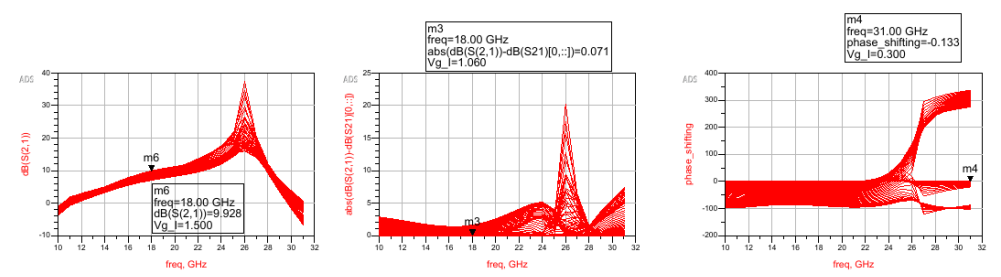 m3
freq=18.00 GHz
abs(dB(S(2,1))-dB(S21)[0,::])=0.071
Vg_I=1.060
m4
freq=31.00 GHz
phase_shifting=-0.133
Vg_I=0.300
ADS
40
30
20
10
0
-10
dB(S(2,1))
m6
m6
freq=18.00 GHz
dB(S(2,1))=9.928
Vg_I=1.500
10 12 14 16 18 20 22 24 26 28 30 32
freq, GHz
ADS
25
20
15
10
5
0
abs(dB(S(2,1))-dB(S21)[0,::])
m3
10 12 14 16 18 20 22 24 26 28 30 32
freq, GHz
ADS
400
300
200
100
0
-100
-200
phase_shifting
m4
10 12 14 16 18 20 22 24 26 28 30 32
freq, GHz